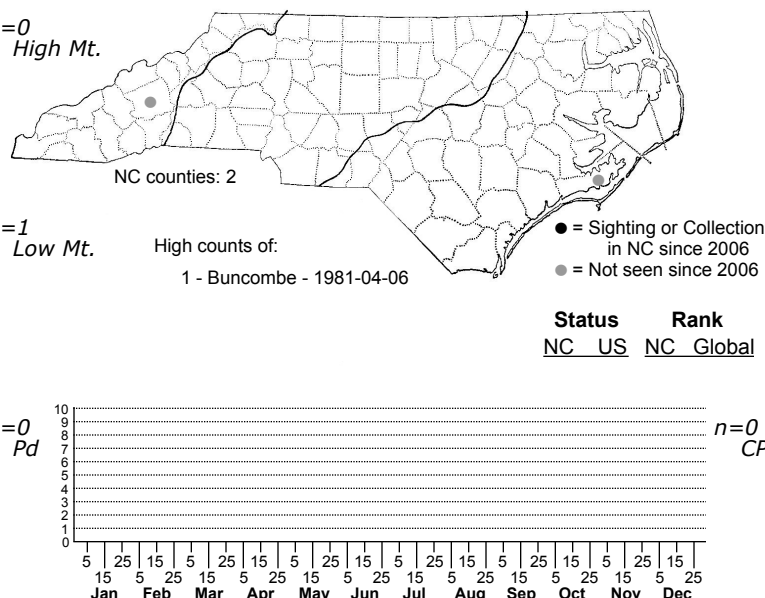 =0
High Mt.
NC counties: 2
=1
Low Mt.
High counts of:
1 - Buncombe - 1981-04-06
● = Sighting or Collection
in NC since 2006
● = Not seen since 2006
Status Rank
NC US NC Global
=0
Pd
n=0
CP
10
9
8
7
6
5
4
3
2
1
0
5 25 15 5 25 15 5 25 15 5 25 15 5 25 15 5 25 15 5 25
15 5 25 15 5 25 15 5 25 15 5 25 15 5 25 15 5 25 15
Jan Feb Mar Apr May Jun Jul Aug Sep Oct Nov Dec